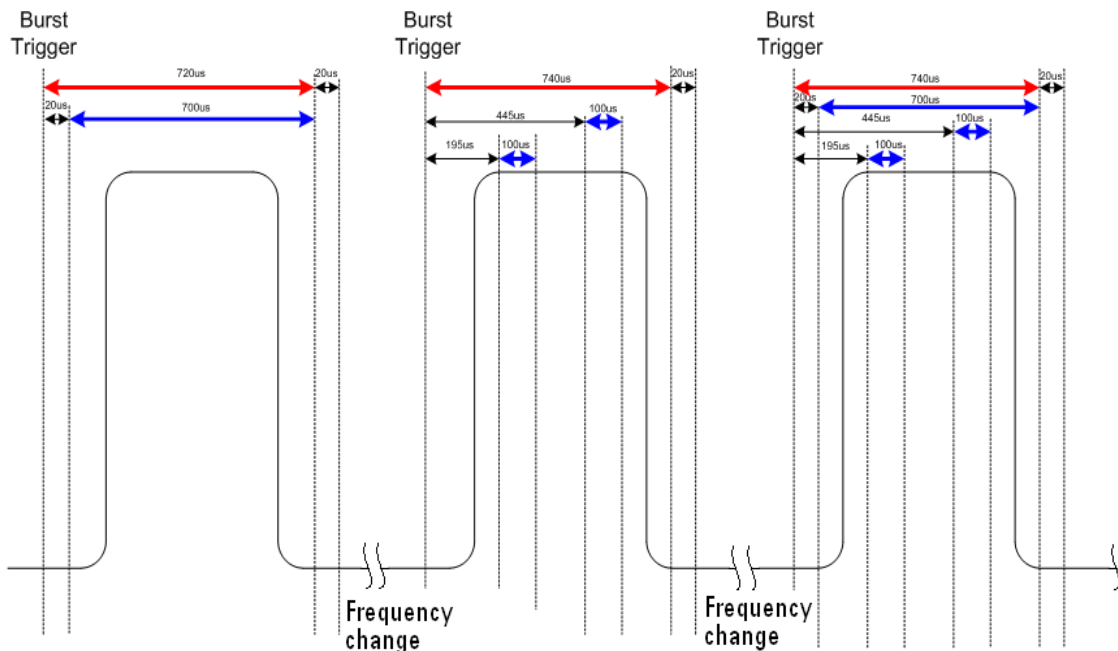 Burst
Trigger
720us
20us
20us
700us
Burst
Trigger
740us
20us
445us
100us
195us
100us
Burst
Trigger
740us
20us
20us
700us
445us
100us
195us
100us
Frequency
change
Frequency
change